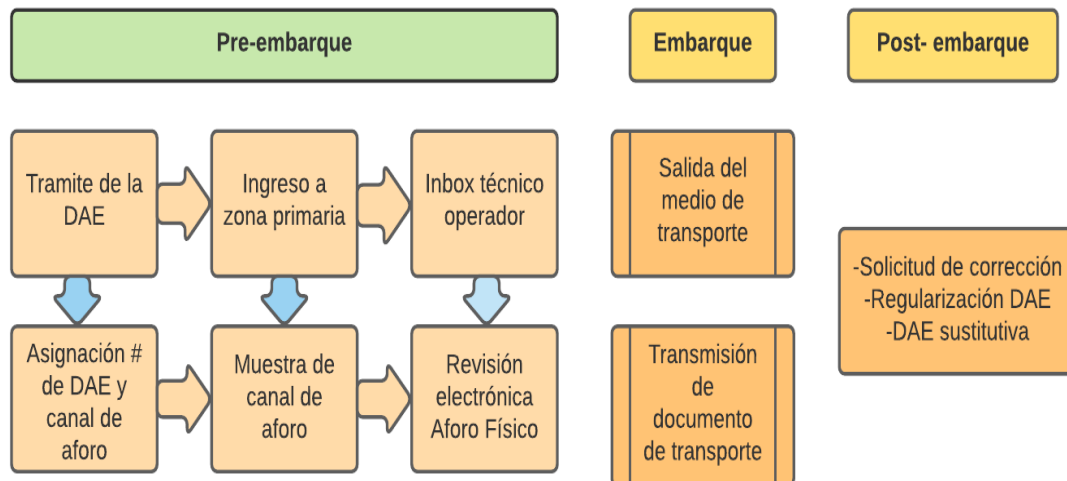 Pre-embarque
Embarque
Post- embarque
Tramite de la
DAE
Ingreso a
zona primaria
Inbox técnico
operador
Asignación #
de DAE y
canal de
aforo
Muestra de
canal de
aforo
Revisión
electrónica
Aforo Físico
Salida del
medio de
transporte
Transmisión
de
documento
de transporte
-Solicitud de corrección
-Regularización DAE
-DAE sustitutiva